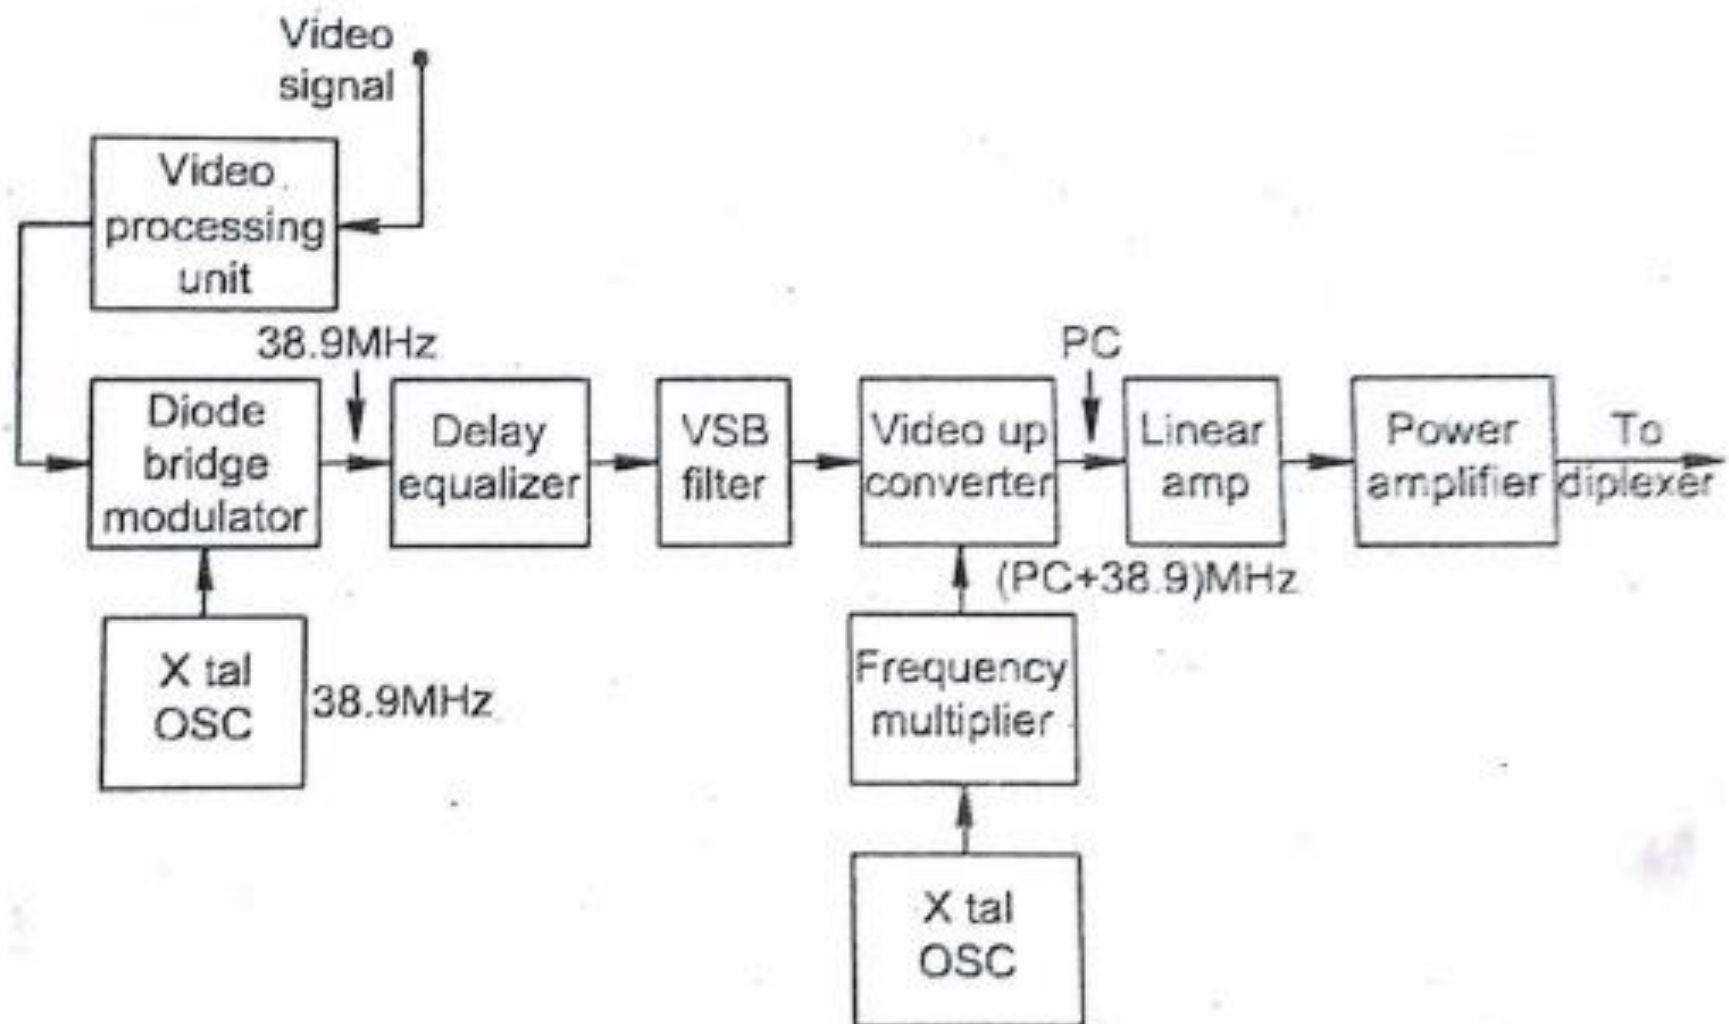 Video
signal
Video
processing
unit
38.9MHz
PC
Diode
bridge
modulator
Delay
equalizer
VSB
filter
Video up
converter
Linear
amp
Power
amplifier
To
diplexer
(PC+38.9)MHz
X tal
OSC
38.9MHz
Frequency
multiplier
X tal
OSC